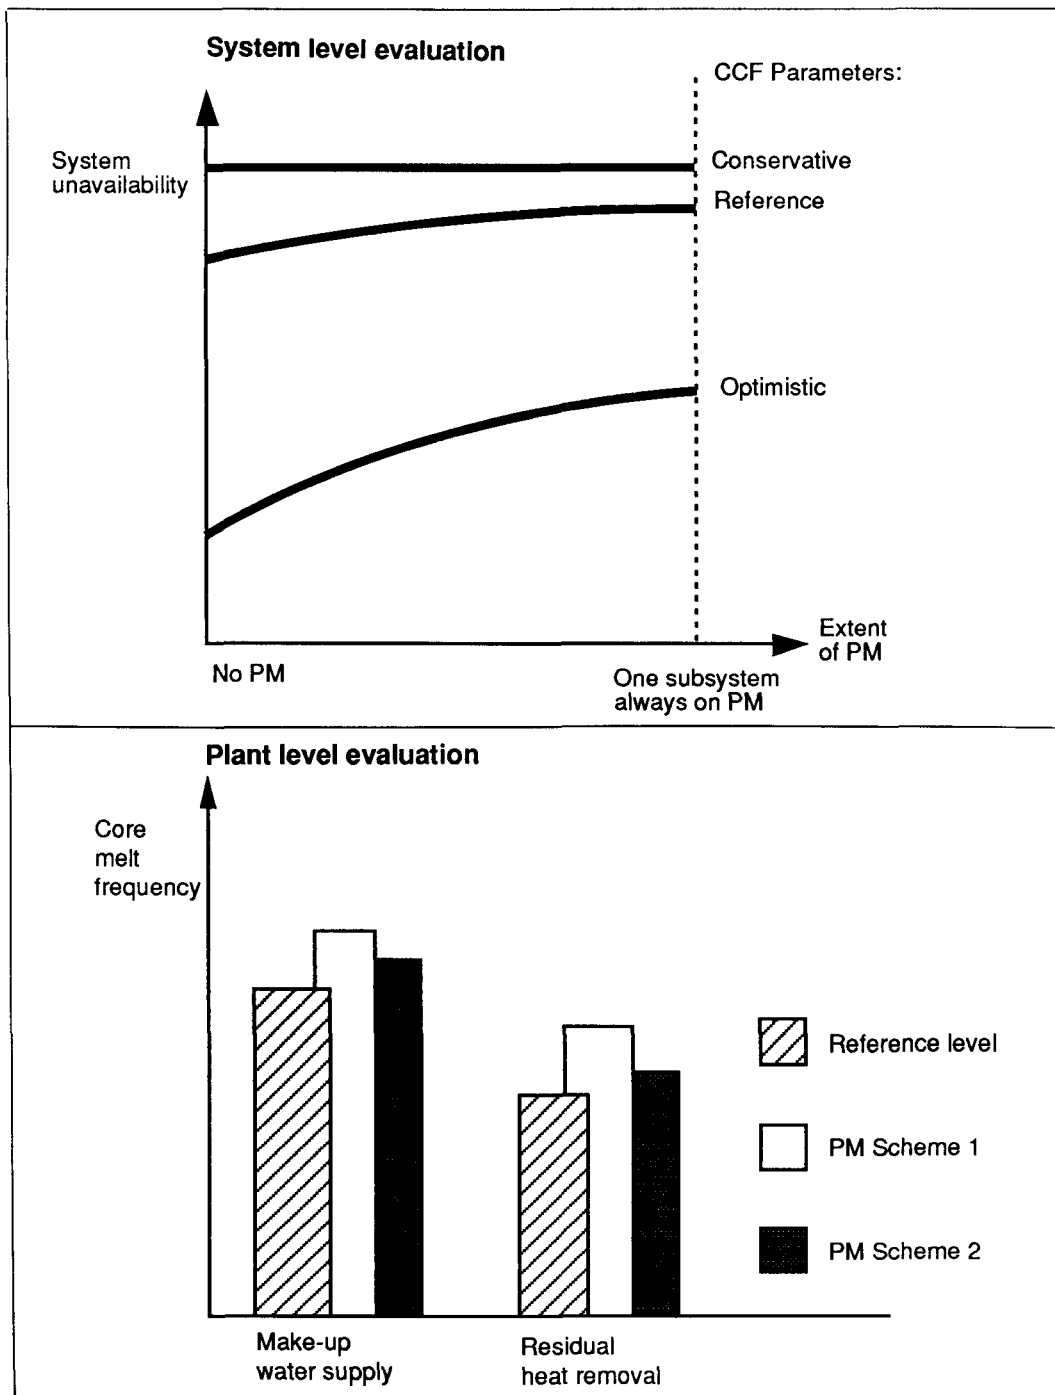 System level evaluation
CCF Parameters:
System
unavailability
Conservative
Reference
Optimistic
Extent
of PM
No PM
One subsystem
always on PM
Plant level evaluation
Core
melt
frequency
Reference level
PM Scheme 1
PM Scheme 2
Make-up
water supply
Residual
heat removal